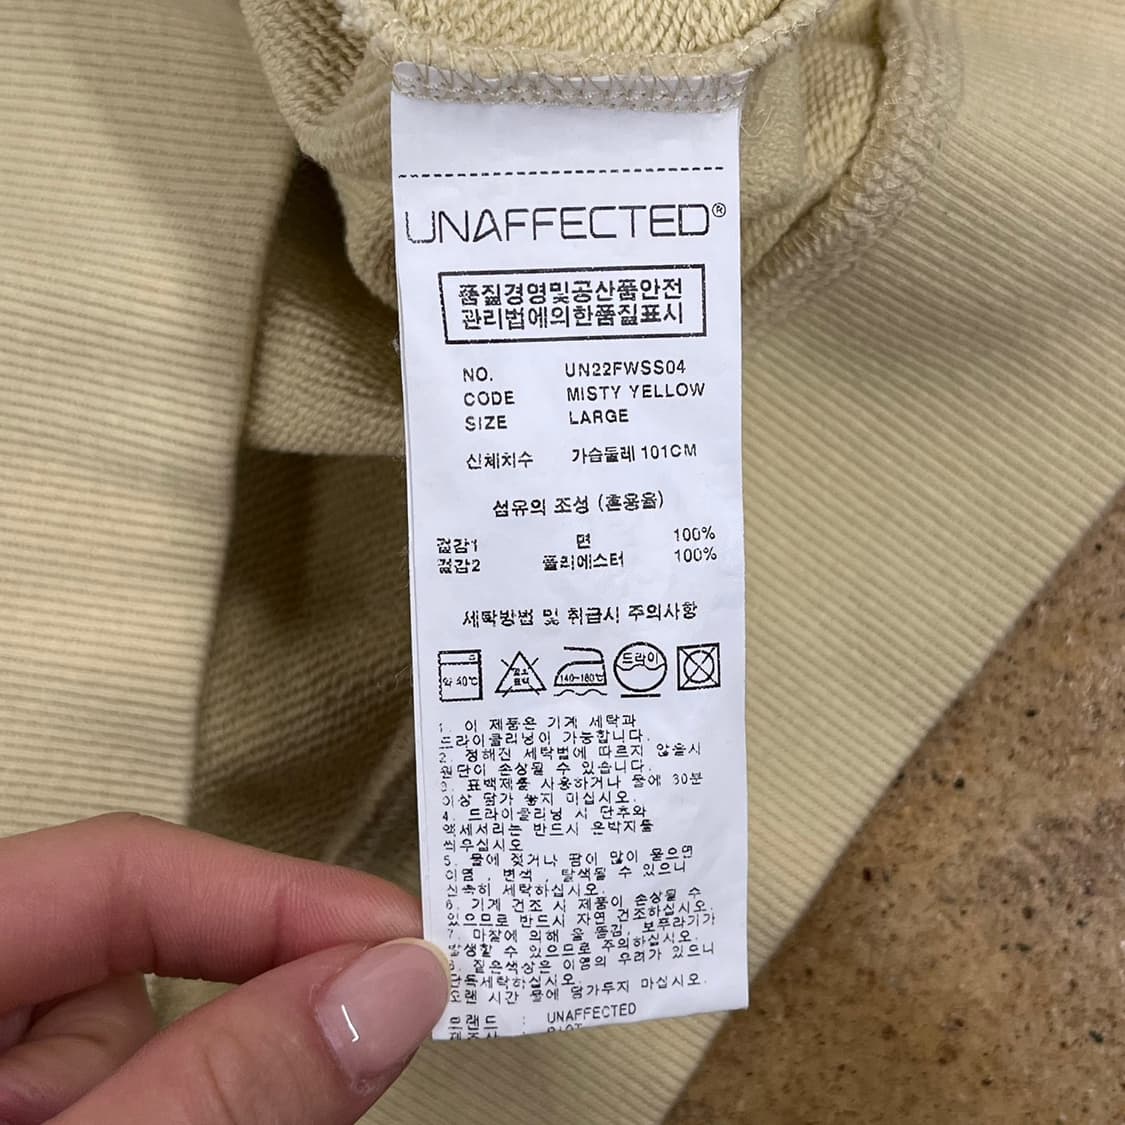 UNAFFECTED®
품질경영및공산품안전
관리법에의한품질표시
NO. UN22FWSS04
CODE MISTY YELLOW
SIZE LARGE
신체치수 가슴둘레 101CM
섬유의 조성 (혼용율)
겉감1 면 100%
겉감2 폴리에스터 100%
세탁방법 및 취급시 주의사항
약 40℃ 염소 표백 140~160℃ 드라이
1. 이 제품은 기계 세탁과
드라이클리닝이 가능합니다.
2. 정해진 세탁법에 따르지 않을시
원단이 손상될 수 있습니다.
3. 표백제를 사용하거나 물에 30분
이상 담가 놓지 마십시오.
4. 드라이클리닝 시 단추와
액세서리는 반드시 은박지를
씌우십시오
5. 물에 젖거나 땀이 많이 묻으면
이염, 변색, 탈색될 수 있으니
신속히 세탁하십시오.
6. 기계 건조 시 제품이 손상될 수
있으므로 반드시 자연 건조하십시오.
7. 마찰에 의해 올 뜯김, 보푸라기가
발생할 수 있으므로 주의하십시오.
8. 짙은색상은 이염의 우려가 있으니
단독세탁하십시오.
오랜 시간 물에 담가두지 마십시오.
브랜드 : UNAFFECTED
제조사